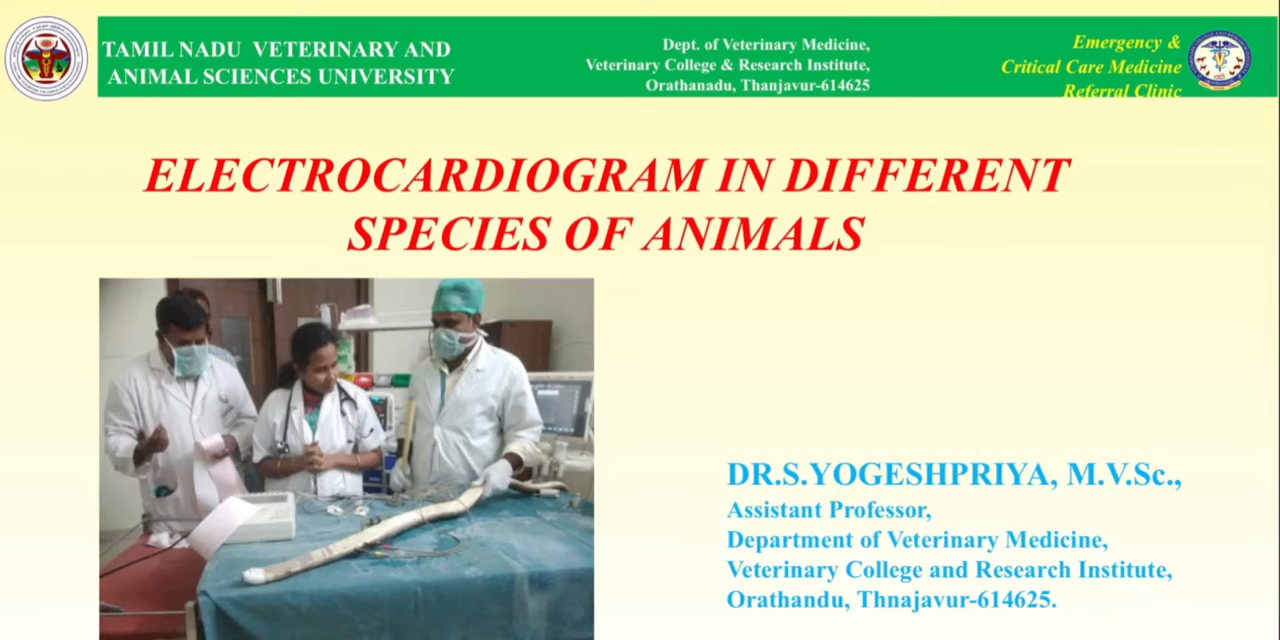 TAMIL NADU VETERINARY AND
ANIMAL SCIENCES UNIVERSITY
Dept. of Veterinary Medicine,
Veterinary College & Research Institute,
Orathanadu, Thanjavur-614625
Emergency &
Critical Care Medicine
Referral Clinic
ELECTROCARDIOGRAM IN DIFFERENT
SPECIES OF ANIMALS
DR.S.YOGESHPRIYA, M.V.Sc.,
Assistant Professor,
Department of Veterinary Medicine,
Veterinary College and Research Institute,
Orathandu, Thnajavur-614625.